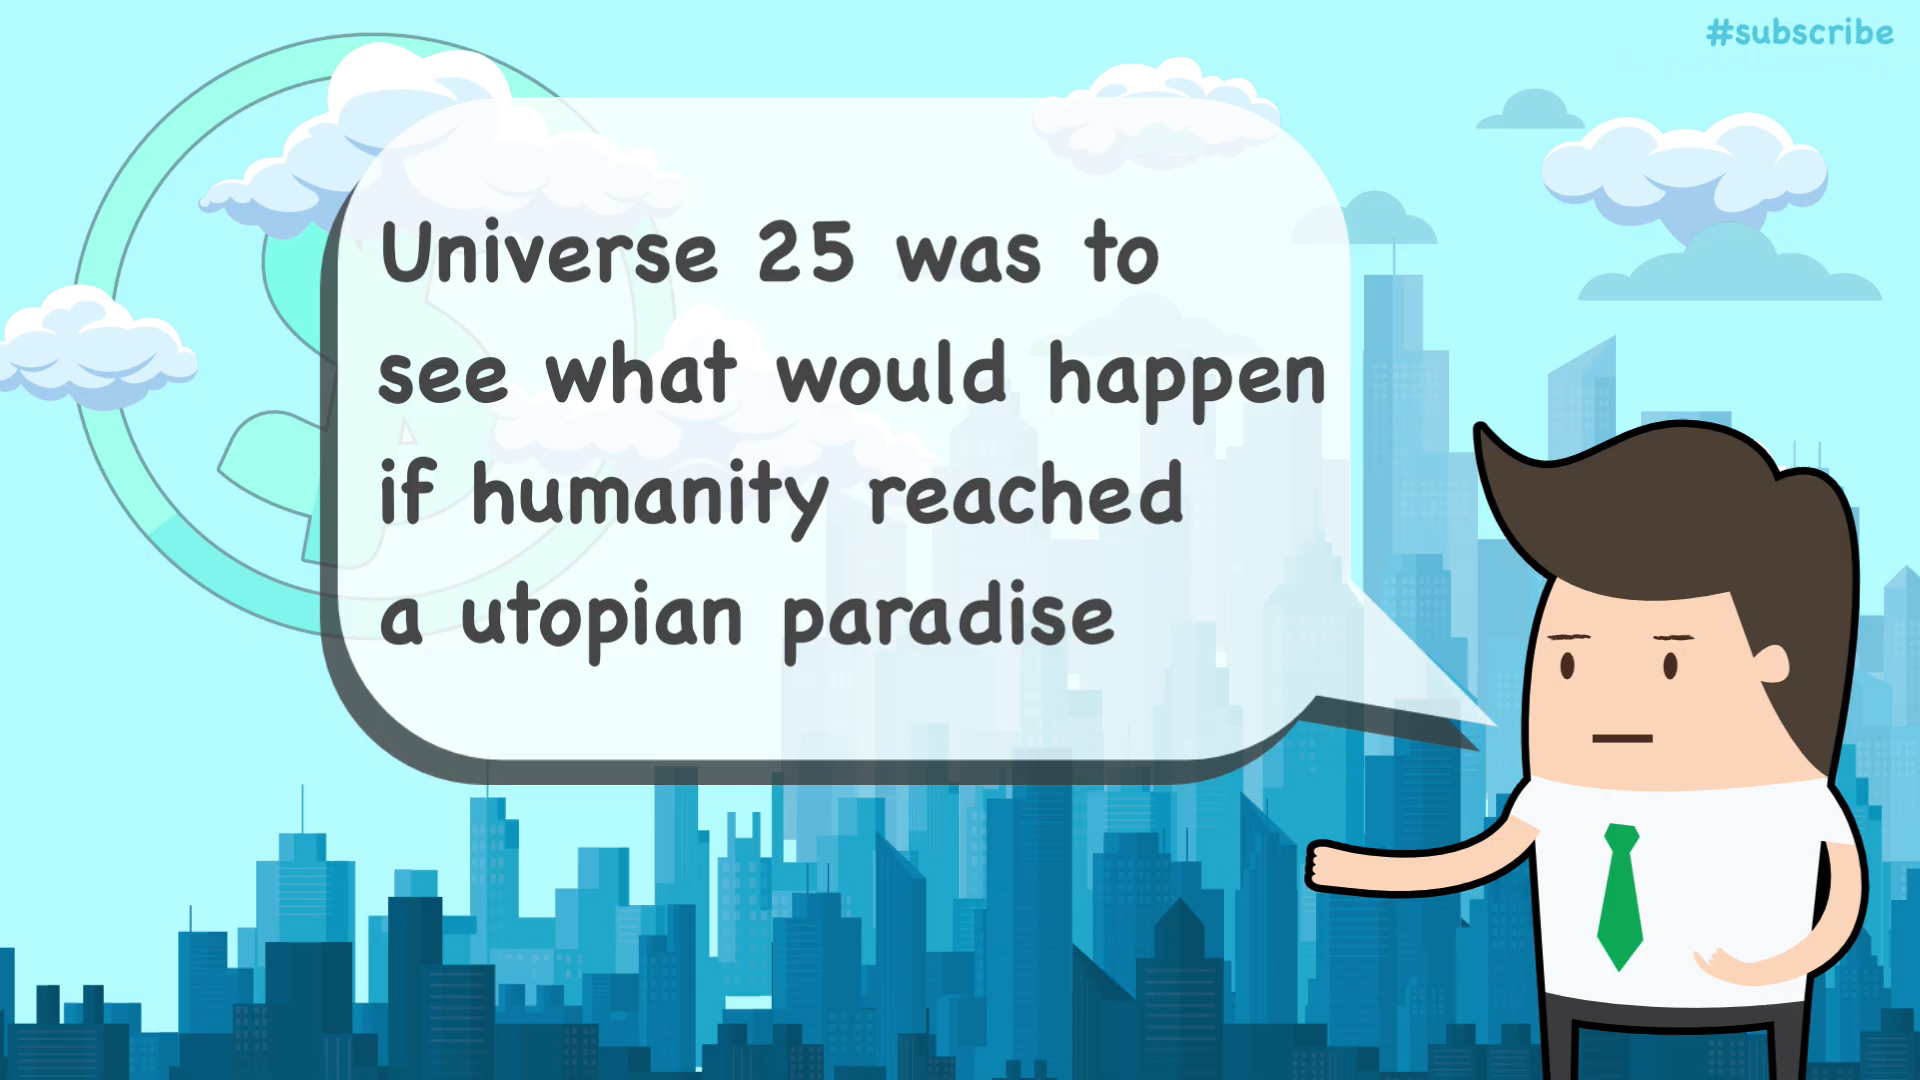 #subscribe
Universe 25 was to
see what would happen
if humanity reached
a utopian paradise